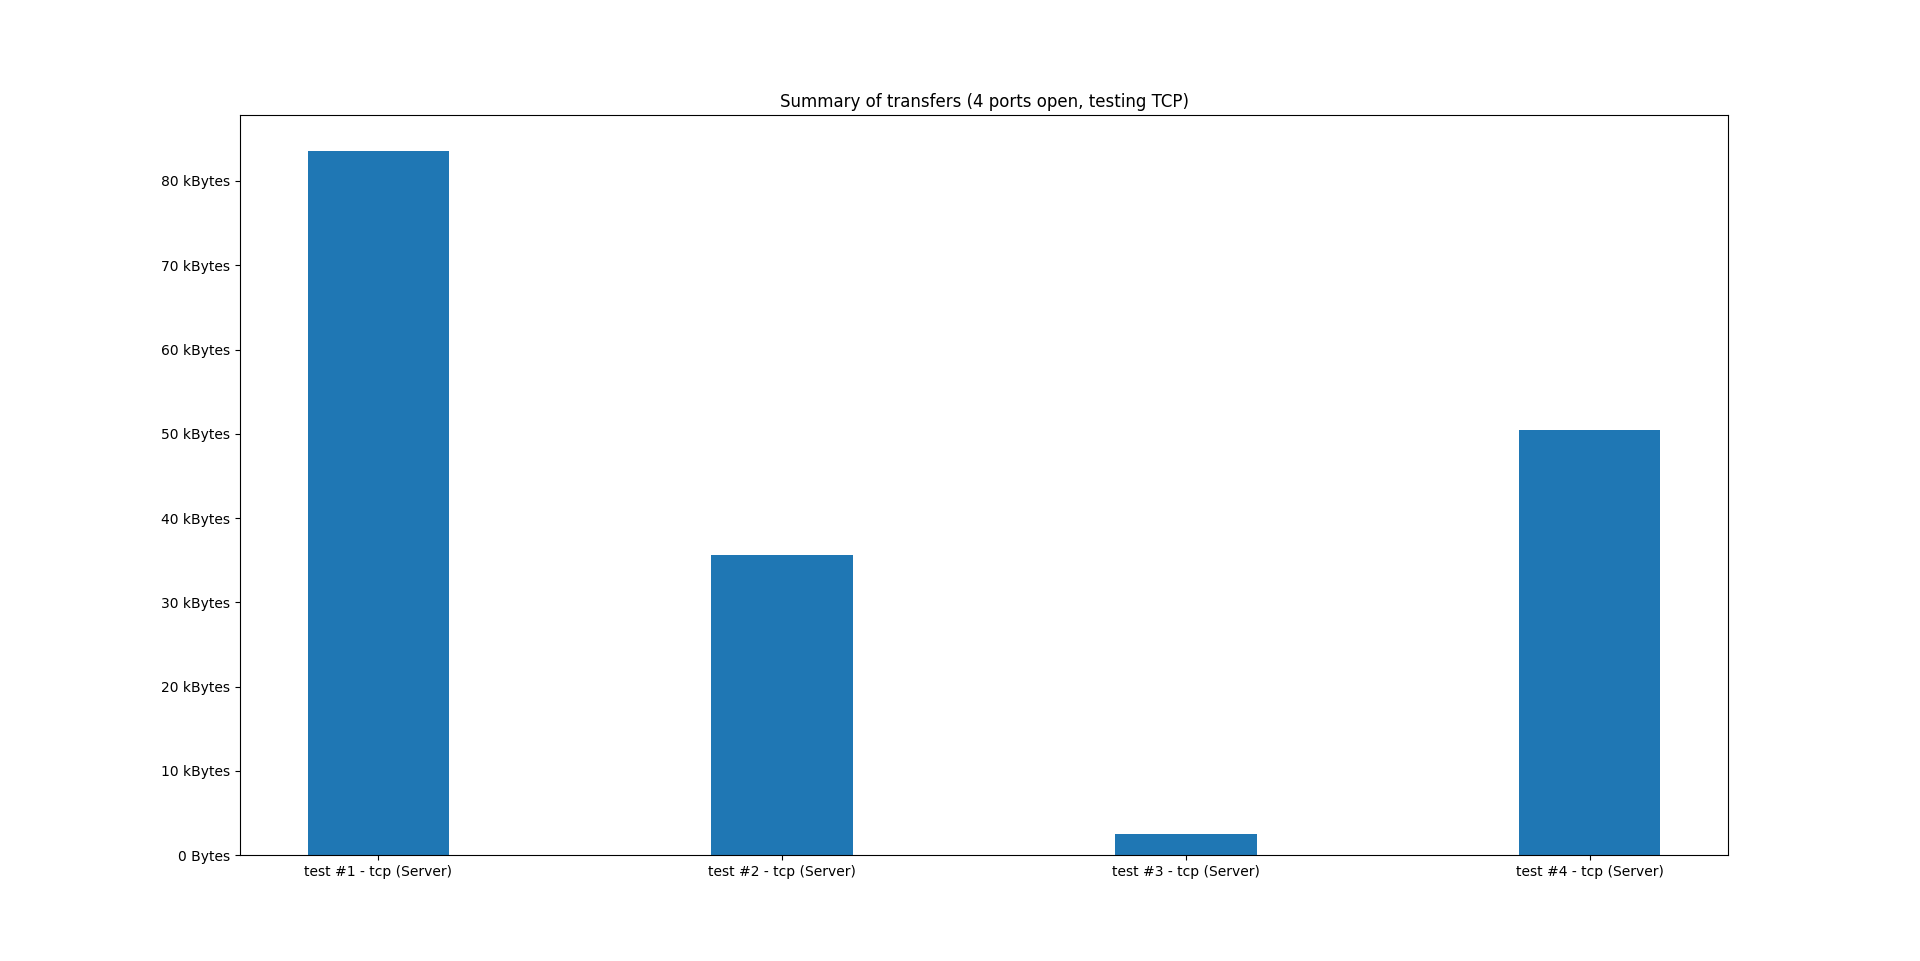 Summary of transfers (4 ports open, testing TCP)
80 kBytes
70 kBytes
60 kBytes
50 kBytes
40 kBytes
30 kBytes
20 kBytes
10 kBytes
0 Bytes
test #1 - tcp (Server) test #2 - tcp (Server) test #3 - tcp (Server) test #4 - tcp (Server)